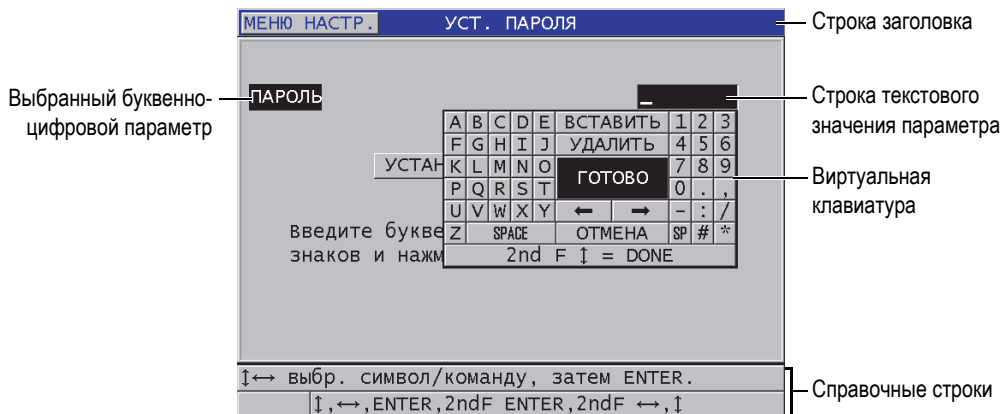 МЕНЮ НАСТР. УСТ. ПАРОЛЯ
Строка заголовка
Выбранный буквенно-
цифровой параметр
ПАРОЛЬ
_
Строка текстового
значения параметра
A B C D E ВСТАВИТЬ 1 2 3
F G H I J УДАЛИТЬ 4 5 6
УСТАН
K L M N O ГОТОВО 7 8 9
P Q R S T 0 . ,
U V W X Y ← → - : /
Z SPACE ОТМЕНА SP # *
2nd F ↕ = DONE
Виртуальная
клавиатура
Введите букве
знаков и нажм
↕↔ выбр. символ/команду, затем ENTER.
↕,↔,ENTER,2ndF ENTER,2ndF ↔,↕
Справочные строки